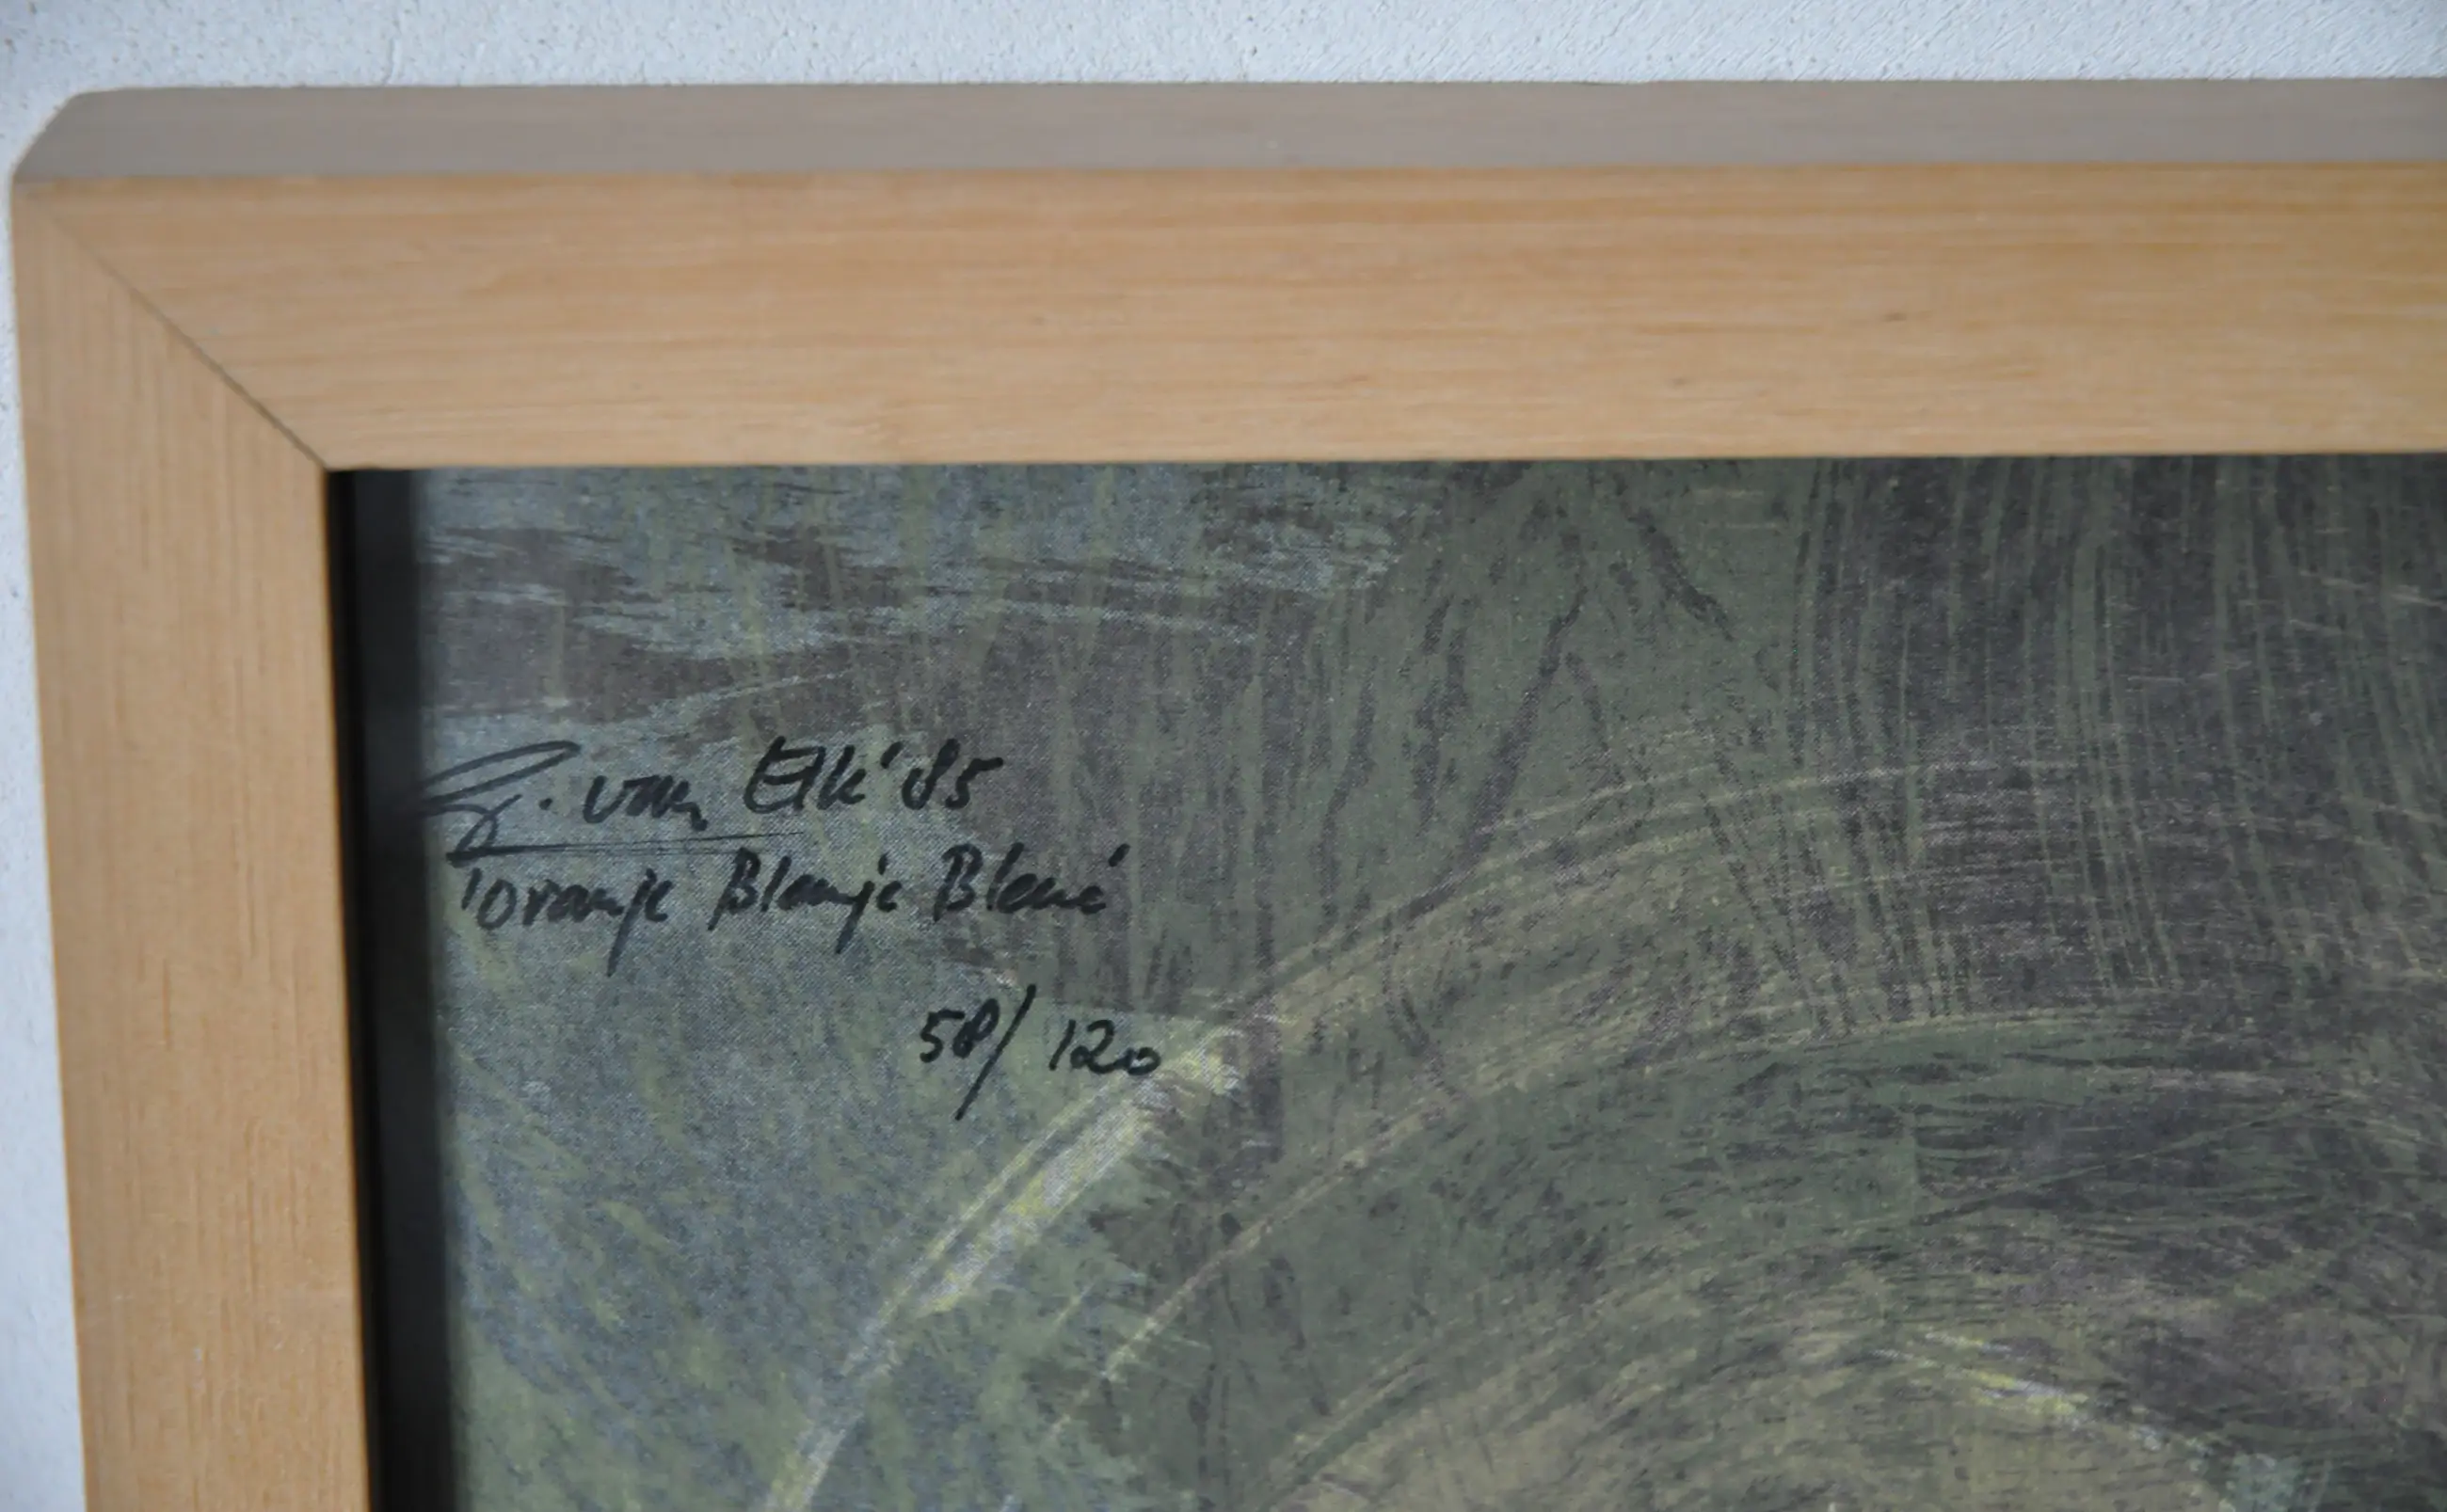 G. van Elk '85
'oranje Blanje Bleu'
58/120